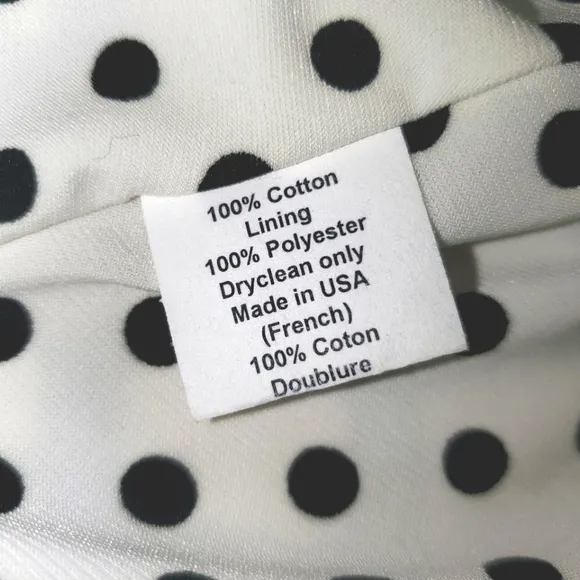 100% Cotton
Lining
100% Polyester
Dryclean only
Made in USA
(French)
100% Coton
Doublure